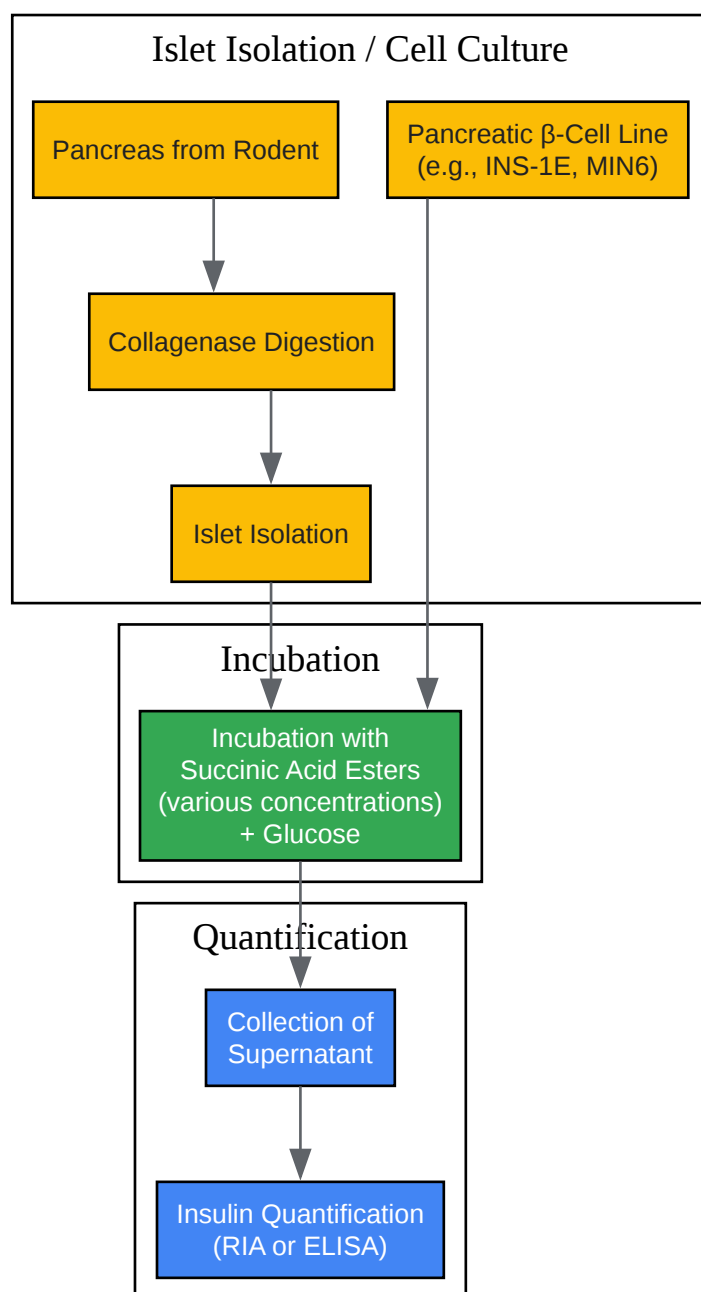 Islet Isolation / Cell Culture
Pancreas from Rodent
Pancreatic β-Cell Line
(e.g., INS-1E, MIN6)
Collagenase Digestion
Islet Isolation
Incubation
Incubation with
Succinic Acid Esters
(various concentrations)
+ Glucose
Quantification
Collection of
Supernatant
Insulin Quantification
(RIA or ELISA)